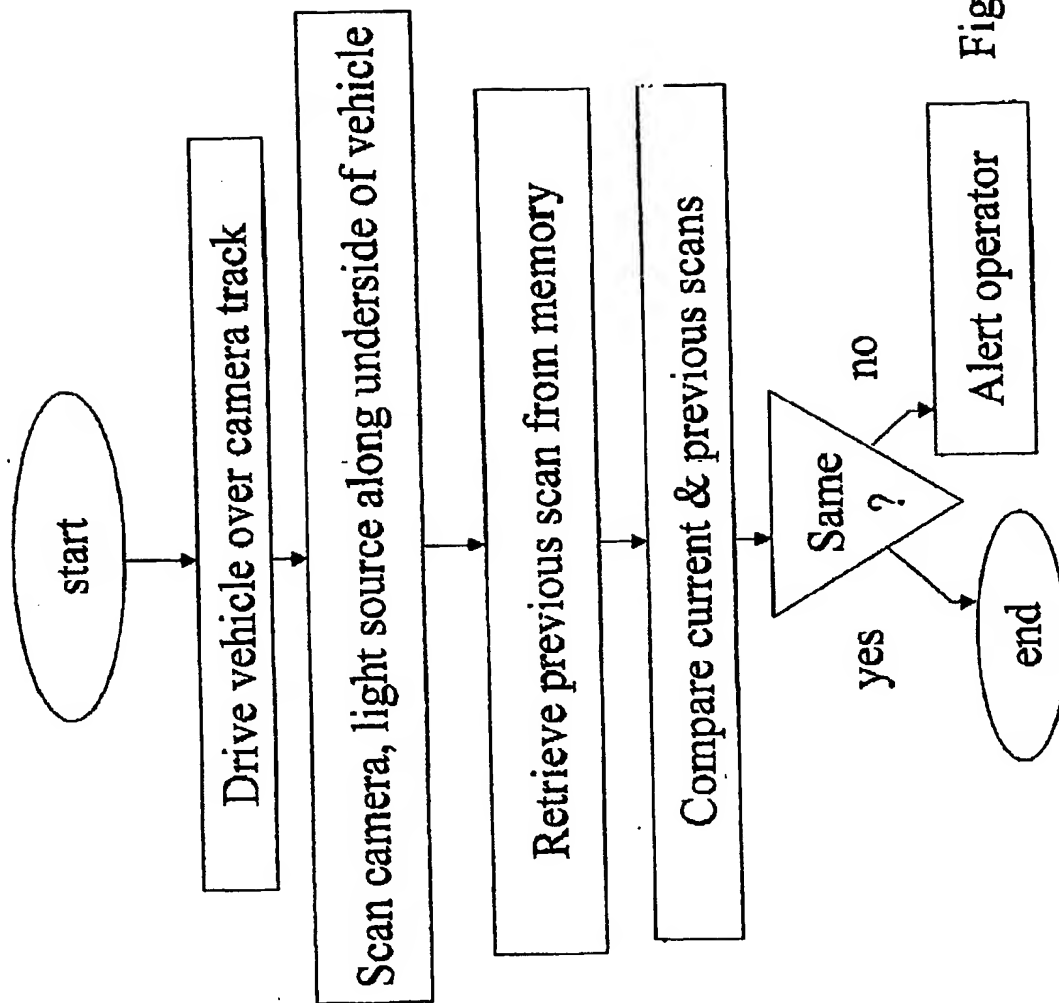 start
Drive vehicle over camera track
Scan camera, light source along underside of vehicle
Retrieve previous scan from memory
Compare current & previous scans
Same
?
yes
no
end
Alert operator
Fig